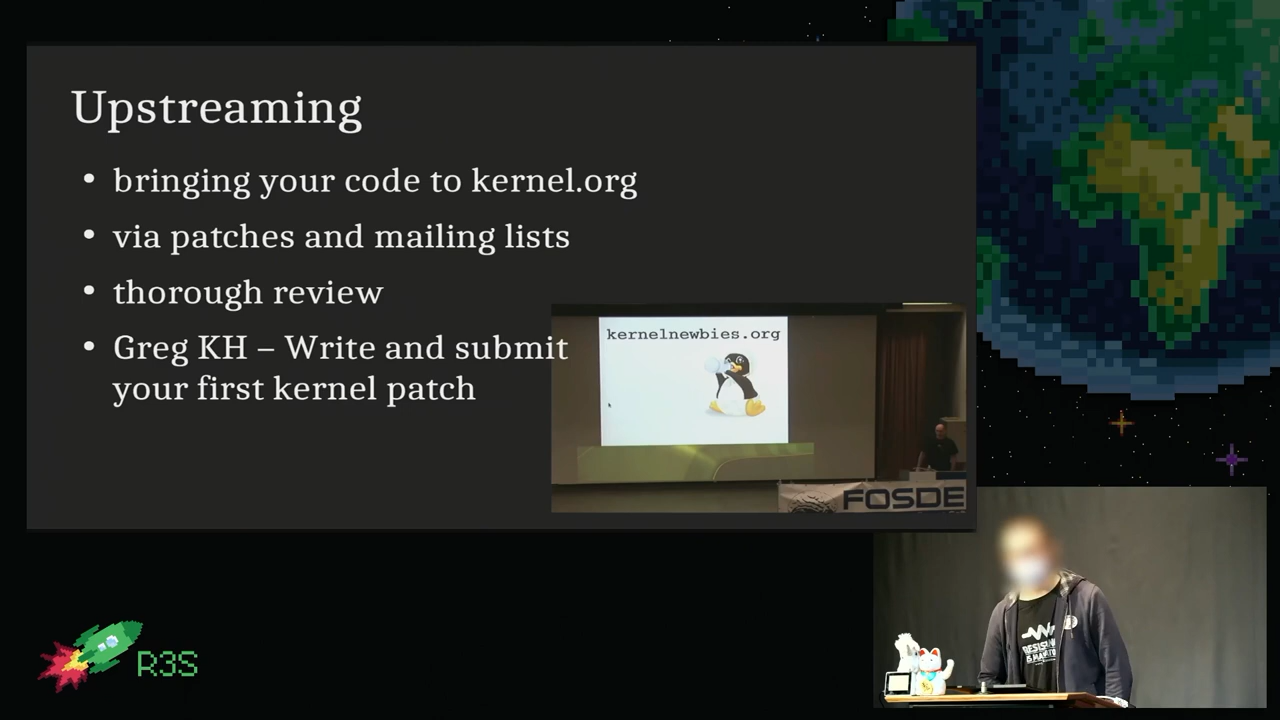 Upstreaming
• bringing your code to kernel.org
• via patches and mailing lists
• thorough review
• Greg KH – Write and submit
your first kernel patch
kernelnewbies.org
FOSDE
R3S